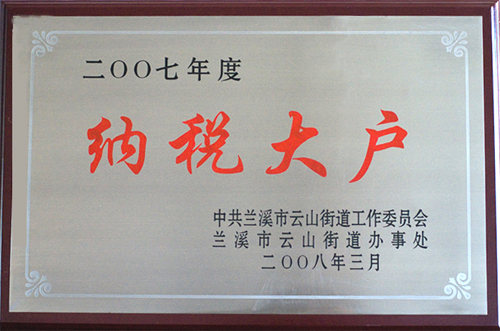 二〇〇七年度
纳税大户
中共兰溪市云山街道工作委员会
兰溪市云山街道办事处
二〇〇八年三月